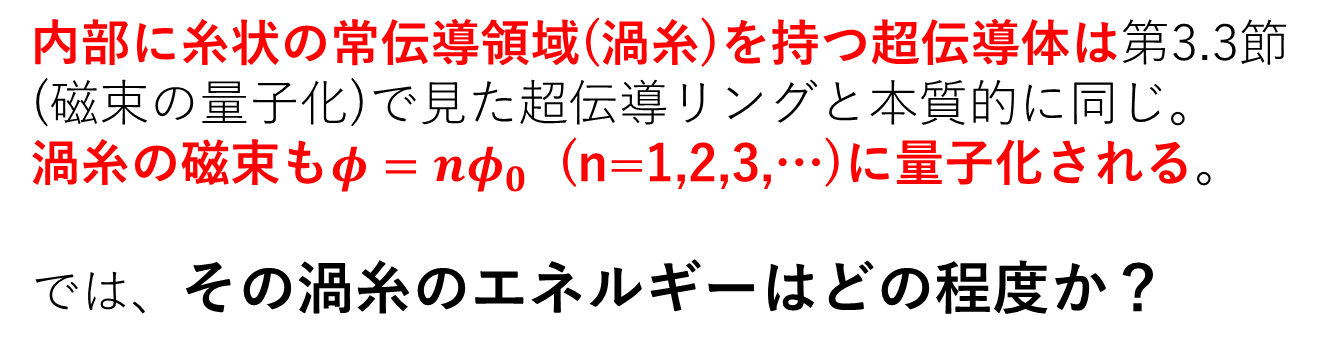 内部に糸状の常伝導領域(渦糸)を持つ超伝導体は第3.3節
(磁束の量子化)で見た超伝導リングと本質的に同じ。
渦糸の磁束も𝝓 = 𝒏𝝓₀ (n=1,2,3,⋯)に量子化される。
では、その渦糸のエネルギーはどの程度か？